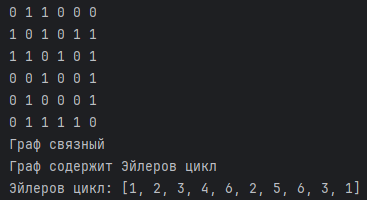 0 1 1 0 0 0
1 0 1 0 1 1
1 1 0 1 0 1
0 0 1 0 0 1
0 1 0 0 0 1
0 1 1 1 1 0
Граф связный
Граф содержит Эйлеров цикл
Эйлеров цикл: [1, 2, 3, 4, 6, 2, 5, 6, 3, 1]